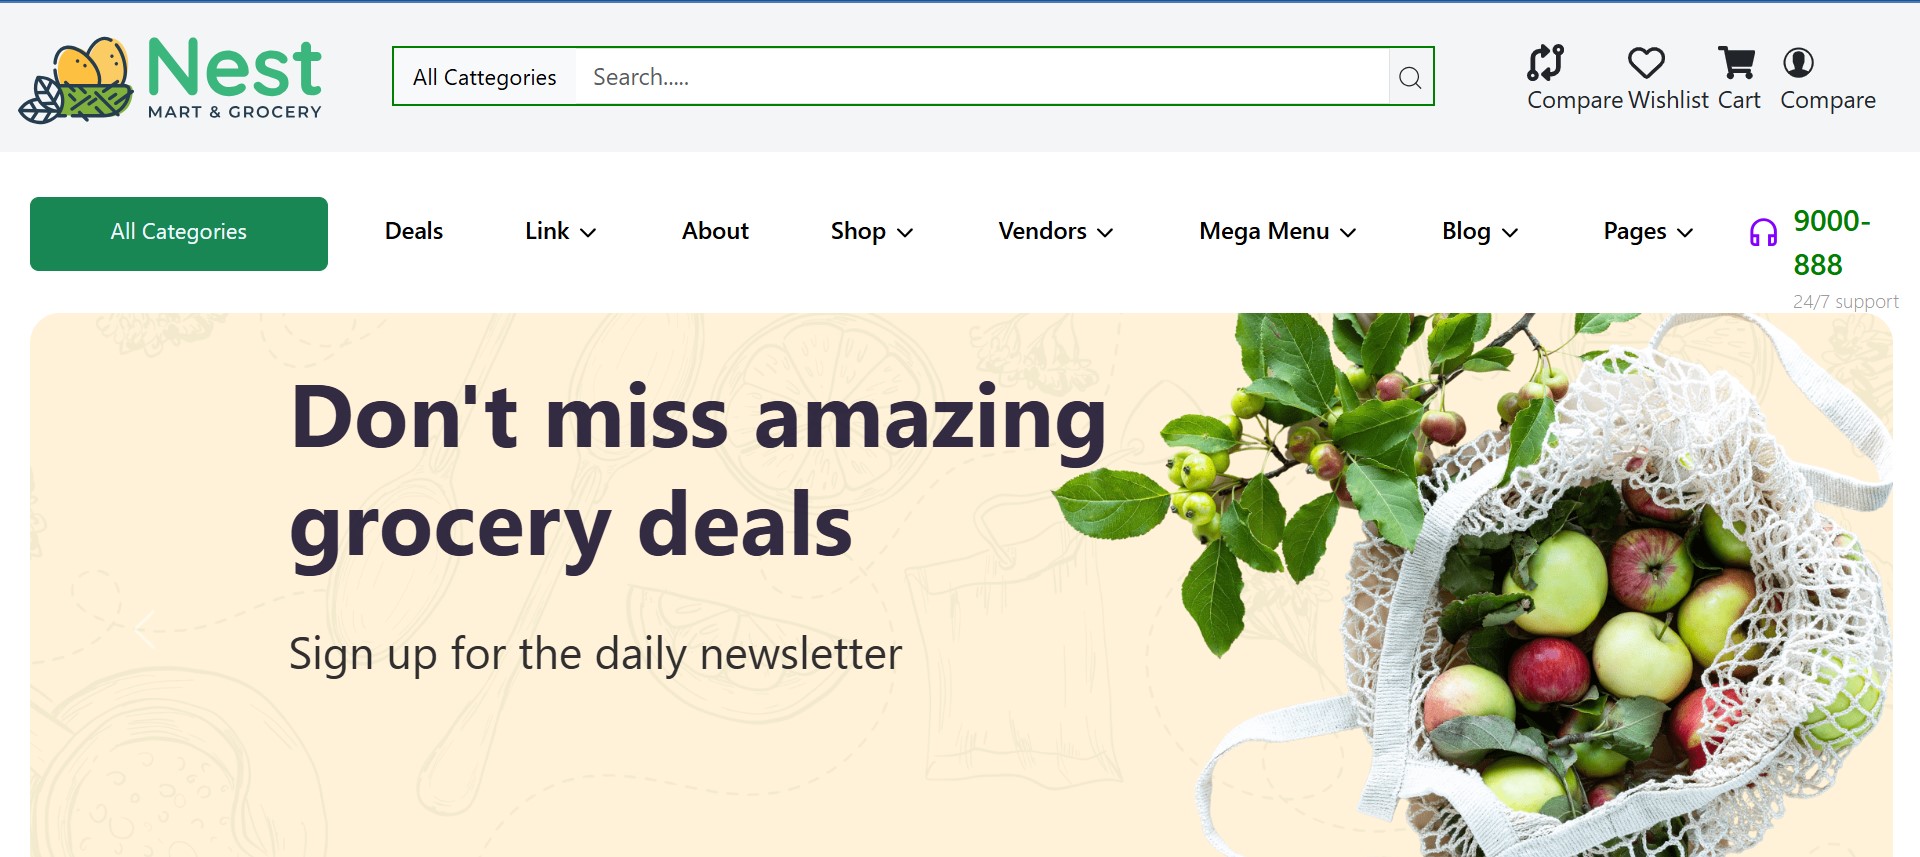 Nest
MART & GROCERY
All Cattegories Search.....
Compare Wishlist Cart Compare
All Categories Deals Link About Shop Vendors Mega Menu Blog Pages
9000-
888
24/7 support
Don't miss amazing
grocery deals
Sign up for the daily newsletter